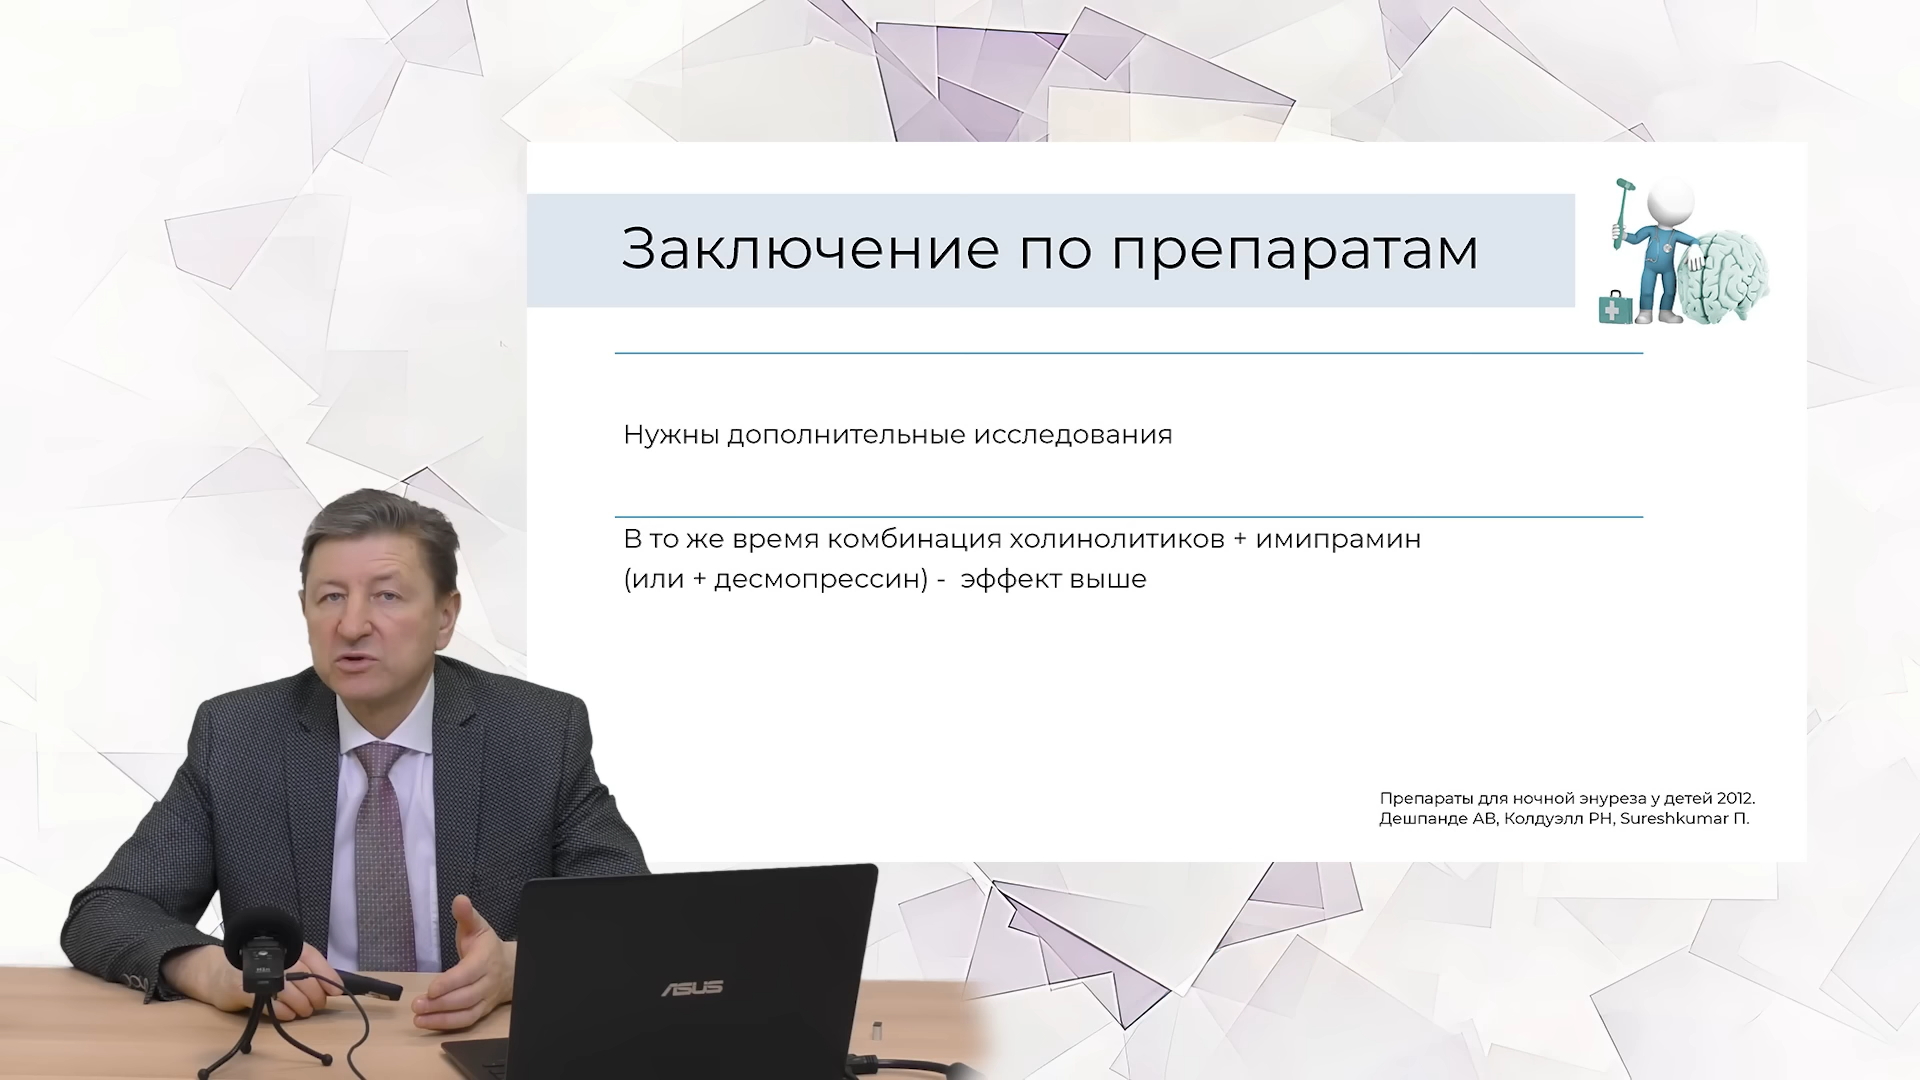 Заключение по препаратам
Нужны дополнительные исследования
В то же время комбинация холинолитиков + имипрамин
(или + десмопрессин) - эффект выше
Препараты для ночной энуреза у детей 2012.
Дешпанде АВ, Колдуэлл РН, Sureshkumar П.
ASUS